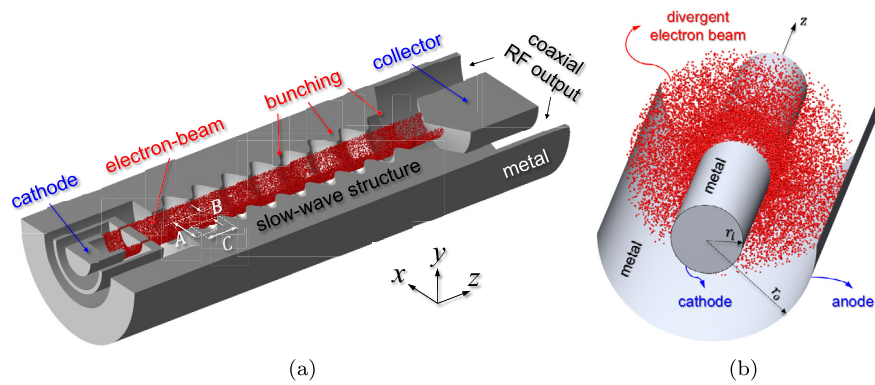 (a)
cathode
electron-beam
bunching
collector
coaxial
RF output
metal
slow-wave structure
A
B
C
x
y
z
(b)
divergent
electron beam
z
metal
metal
r_i
r_o
cathode
anode